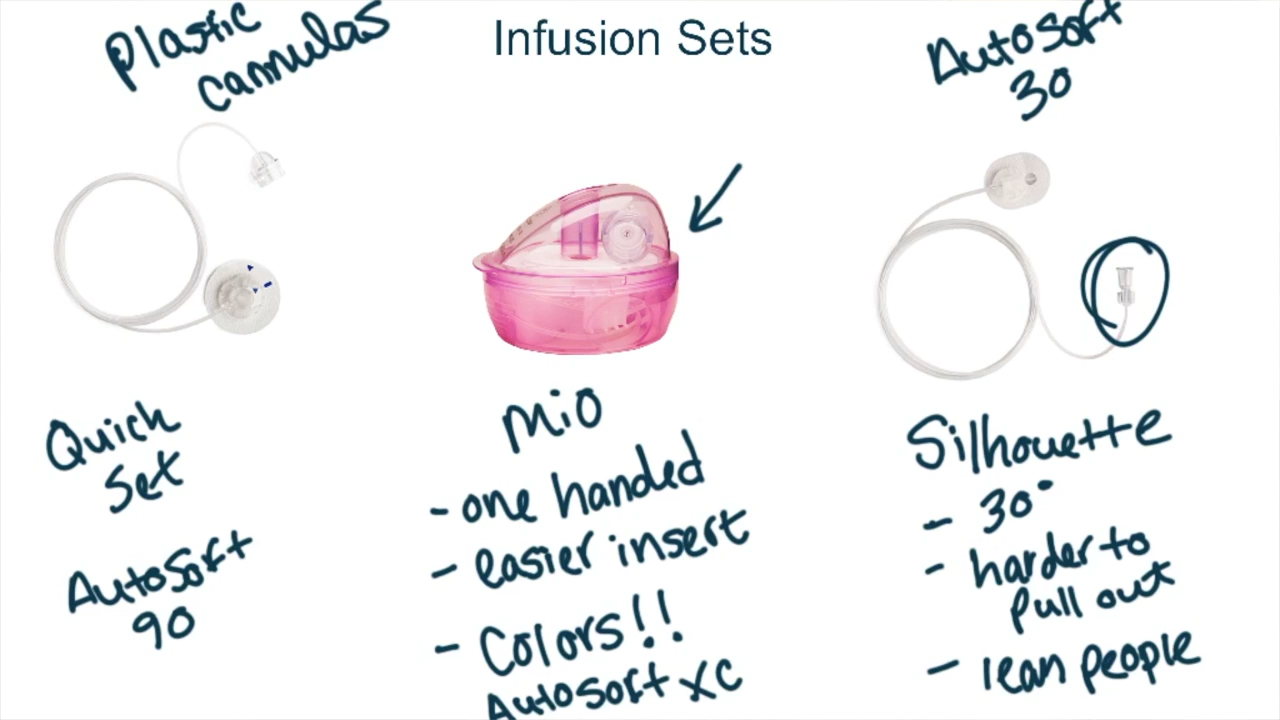 Infusion Sets
Plastic
cannulas
Quick
Set
AutoSoft
90
Mio
- one handed
- easier insert
- Colors!!
AutoSoft XC
AutoSoft
30
Silhouette
- 30°
- harder to
pull out
- lean people